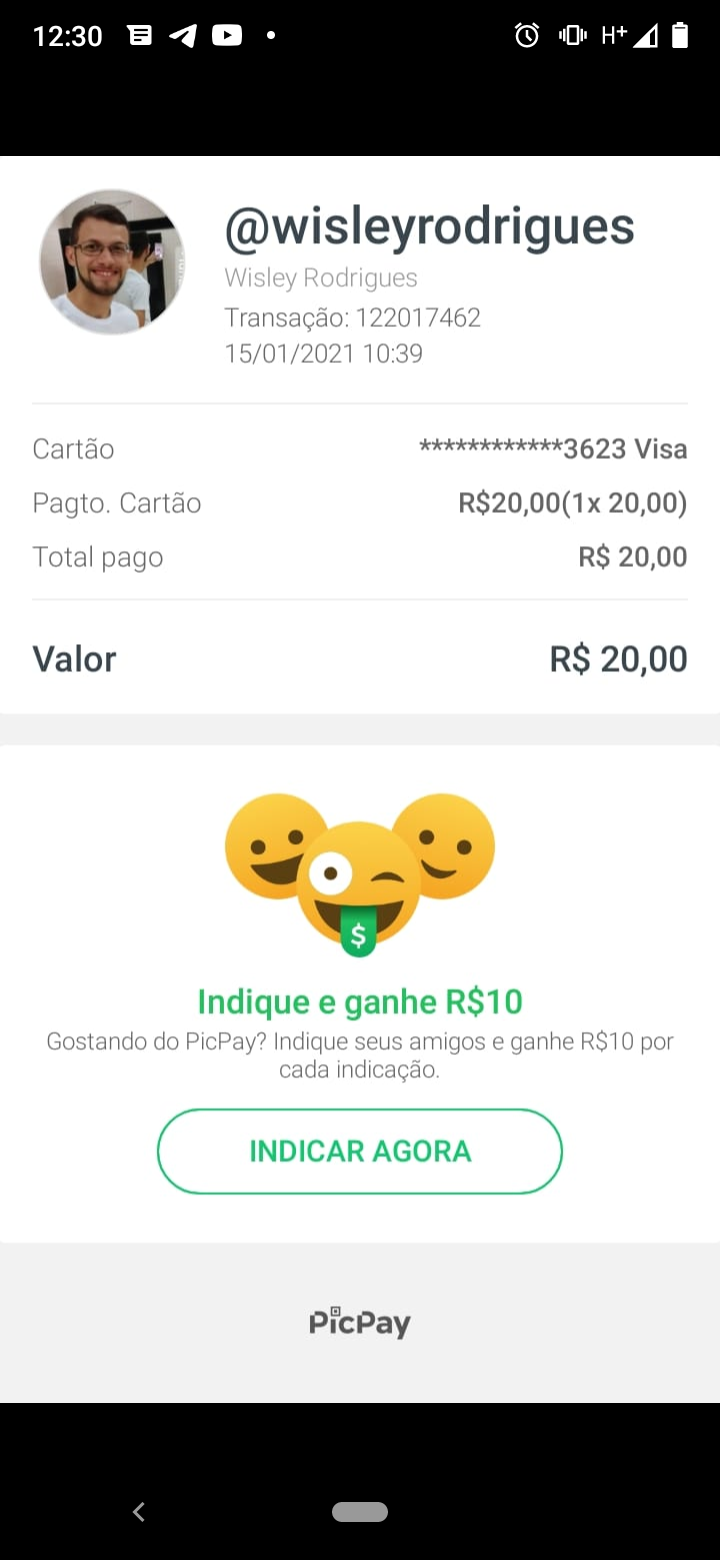 12:30
H+
@wisleyrodrigues
Wisley Rodrigues
Transação: 122017462
15/01/2021 10:39
Cartão ************3623 Visa
Pagto. Cartão R$20,00(1x 20,00)
Total pago R$ 20,00
Valor R$ 20,00
$
Indique e ganhe R$10
Gostando do PicPay? Indique seus amigos e ganhe R$10 por
cada indicação.
INDICAR AGORA
PicPay